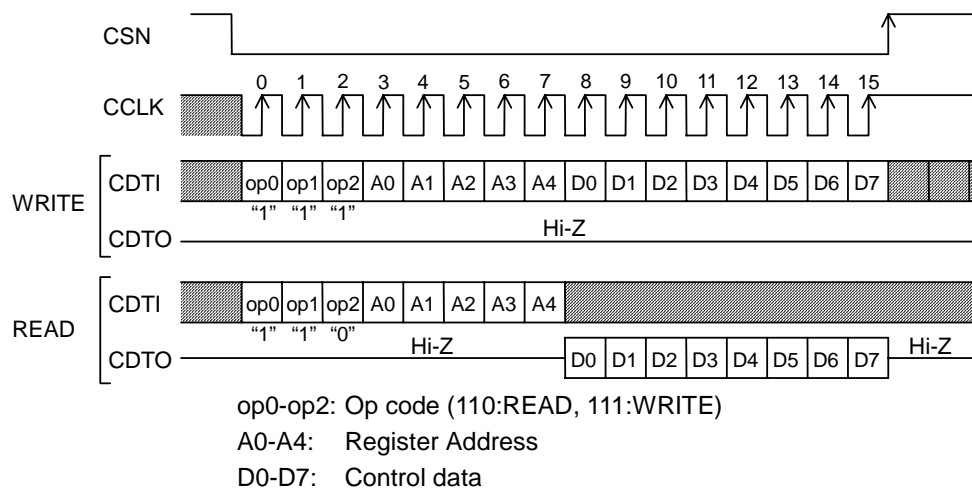 CSN
0 1 2 3 4 5 6 7 8 9 10 11 12 13 14 15
CCLK
WRITE
CDTI op0 op1 op2 A0 A1 A2 A3 A4 D0 D1 D2 D3 D4 D5 D6 D7
“1” “1” “1”
Hi-Z
CDTO
READ
CDTI op0 op1 op2 A0 A1 A2 A3 A4
“1” “1” “0”
Hi-Z Hi-Z
CDTO D0 D1 D2 D3 D4 D5 D6 D7
op0-op2: Op code (110:READ, 111:WRITE)
A0-A4: Register Address
D0-D7: Control data